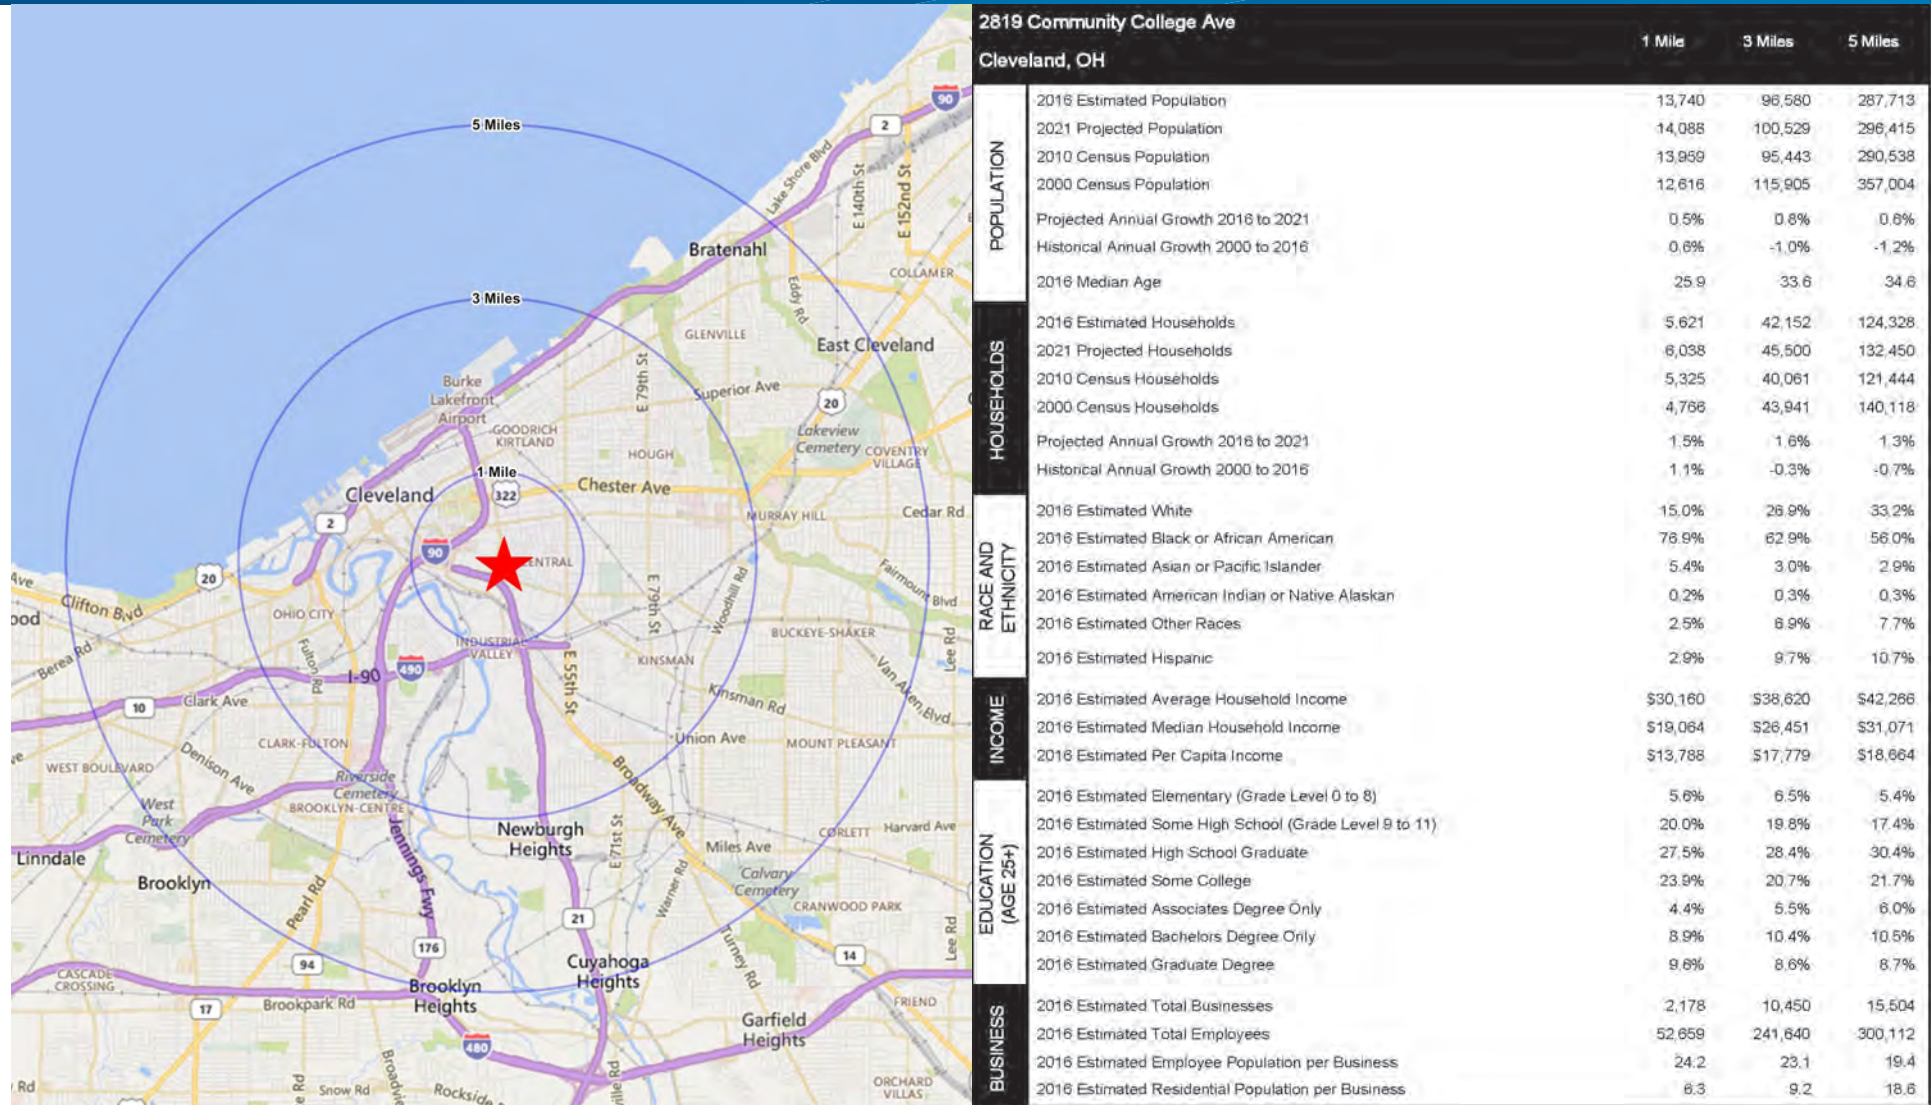 5 Miles
90
2
Lake Shore Blvd
E 140th St
E 152nd St
Bratenahl
COLLAMER
3 Miles
Eddy Rd
GLENVILLE
East Cleveland
Burke
Lakefront
Airport
E 79th St
Superior Ave
20
GOODRICH
KIRTLAND
Lakeview
Cemetery
COVENTRY
VILLAGE
HOUGH
1 Mile
322
Chester Ave
Cleveland
2
MURRAY HILL
Cedar Rd
90
CENTRAL
20
Ave
Clifton Blvd
E 79th St
Woodhill Rd
Fairmount Blvd
OHIO CITY
ood
Berea Rd
Fulton Rd
INDUSTRIAL
VALLEY
BUCKEYE-SHAKER
Lee Rd
KINSMAN
I-90
490
E 55th St
Van Aken Blvd
10
Clark Ave
Kinsman Rd
CLARK-FULTON
Union Ave
MOUNT PLEASANT
ve
WEST BOULEVARD
Denison Ave
Riverside
Cemetery
BROOKLYN-CENTRE
Broadway Ave
West
Park
Cemetery
Jennings Fwy
Newburgh
Heights
E 71st St
Miles Ave
CORLETT
Harvard Ave
Linndale
Brooklyn
Pearl Rd
Warner Rd
Calvary
Cemetery
CRANWOOD PARK
21
176
94
Turney Rd
14
Lee Rd
CASCADE
CROSSING
Cuyahoga
Heights
Brooklyn
Heights
17
Brookpark Rd
FRIEND
Garfield
Heights
480
Broadvie
Rd
Snow Rd
Rockside
ORCHARD
VILLAS
2819 Community College Ave
Cleveland, OH
1 Mile 3 Miles 5 Miles
POPULATION
2016 Estimated Population 13,740 96,580 287,713
2021 Projected Population 14,088 100,529 296,415
2010 Census Population 13,959 95,443 290,538
2000 Census Population 12,616 115,905 357,004
Projected Annual Growth 2016 to 2021 0.5% 0.8% 0.6%
Historical Annual Growth 2000 to 2016 0.6% -1.0% -1.2%
2016 Median Age 25.9 33.6 34.6
HOUSEHOLDS
2016 Estimated Households 5,621 42,152 124,328
2021 Projected Households 6,038 45,500 132,450
2010 Census Households 5,325 40,061 121,444
2000 Census Households 4,766 43,941 140,118
Projected Annual Growth 2016 to 2021 1.5% 1.6% 1.3%
Historical Annual Growth 2000 to 2016 1.1% -0.3% -0.7%
RACE AND
ETHNICITY
2016 Estimated White 15.0% 26.9% 33.2%
2016 Estimated Black or African American 76.9% 62.9% 56.0%
2016 Estimated Asian or Pacific Islander 5.4% 3.0% 2.9%
2016 Estimated American Indian or Native Alaskan 0.2% 0.3% 0.3%
2016 Estimated Other Races 2.5% 6.9% 7.7%
2016 Estimated Hispanic 2.9% 9.7% 10.7%
INCOME
2016 Estimated Average Household Income $30,160 $38,620 $42,266
2016 Estimated Median Household Income $19,064 $26,451 $31,071
2016 Estimated Per Capita Income $13,788 $17,779 $18,664
EDUCATION
(AGE 25+)
2016 Estimated Elementary (Grade Level 0 to 8) 5.6% 6.5% 5.4%
2016 Estimated Some High School (Grade Level 9 to 11) 20.0% 19.8% 17.4%
2016 Estimated High School Graduate 27.5% 28.4% 30.4%
2016 Estimated Some College 23.9% 20.7% 21.7%
2016 Estimated Associates Degree Only 4.4% 5.5% 6.0%
2016 Estimated Bachelors Degree Only 8.9% 10.4% 10.5%
2016 Estimated Graduate Degree 9.6% 8.6% 8.7%
BUSINESS
2016 Estimated Total Businesses 2,178 10,450 15,504
2016 Estimated Total Employees 52,659 241,640 300,112
2016 Estimated Employee Population per Business 24.2 23.1 19.4
2016 Estimated Residential Population per Business 6.3 9.2 18.6